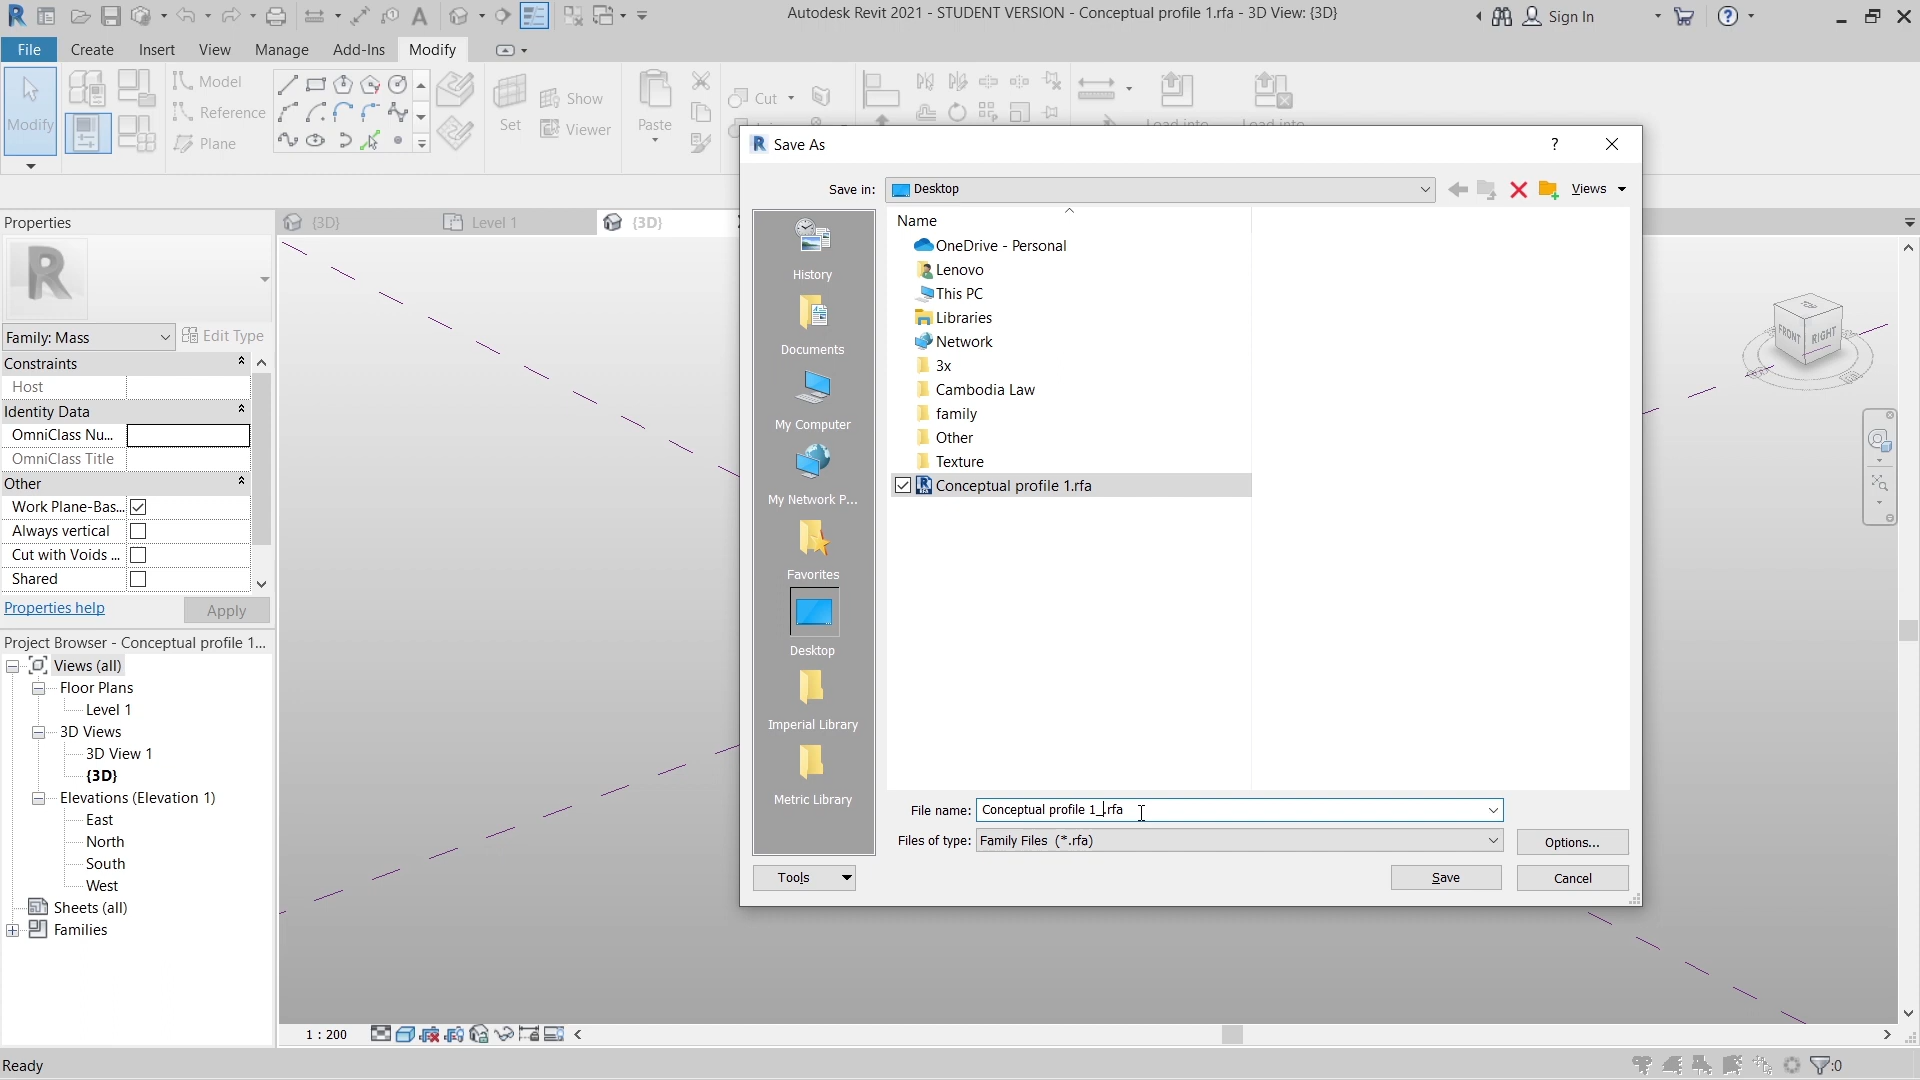 Autodesk Revit 2021 - STUDENT VERSION - Conceptual profile 1.rfa - 3D View: {3D}
Sign In
File
Create
Insert
View
Manage
Add-Ins
Modify
Modify
Model
Reference
Plane
Set
Show
Viewer
Paste
Cut
Properties
{3D}
Level 1
{3D}
Family: Mass
Edit Type
Constraints
Host
Identity Data
OmniClass Nu...
OmniClass Title
Other
Work Plane-Bas...
Always vertical
Cut with Voids ...
Shared
Properties help
Apply
Project Browser - Conceptual profile 1...
Views (all)
Floor Plans
Level 1
3D Views
3D View 1
{3D}
Elevations (Elevation 1)
East
North
South
West
Sheets (all)
Families
Save As
Save in:
Desktop
Views
History
Documents
My Computer
My Network P...
Favorites
Desktop
Imperial Library
Metric Library
Name
OneDrive - Personal
Lenovo
This PC
Libraries
Network
3x
Cambodia Law
family
Other
Texture
Conceptual profile 1.rfa
File name:
Conceptual profile 1_.rfa
Files of type:
Family Files (*.rfa)
Options...
Tools
Save
Cancel
FRONT
RIGHT
1 : 200
Ready
:0